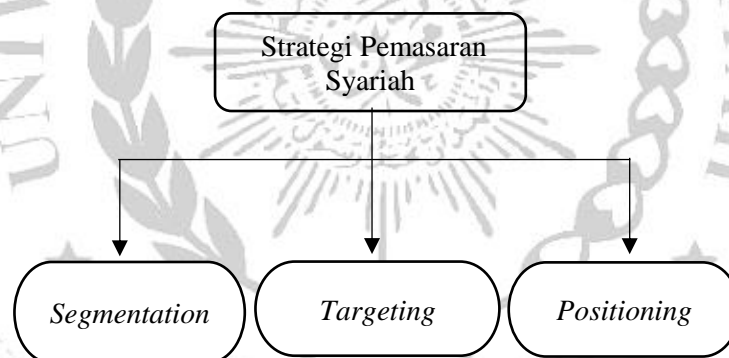 Strategi Pemasaran
Syariah
Segmentation
Targeting
Positioning